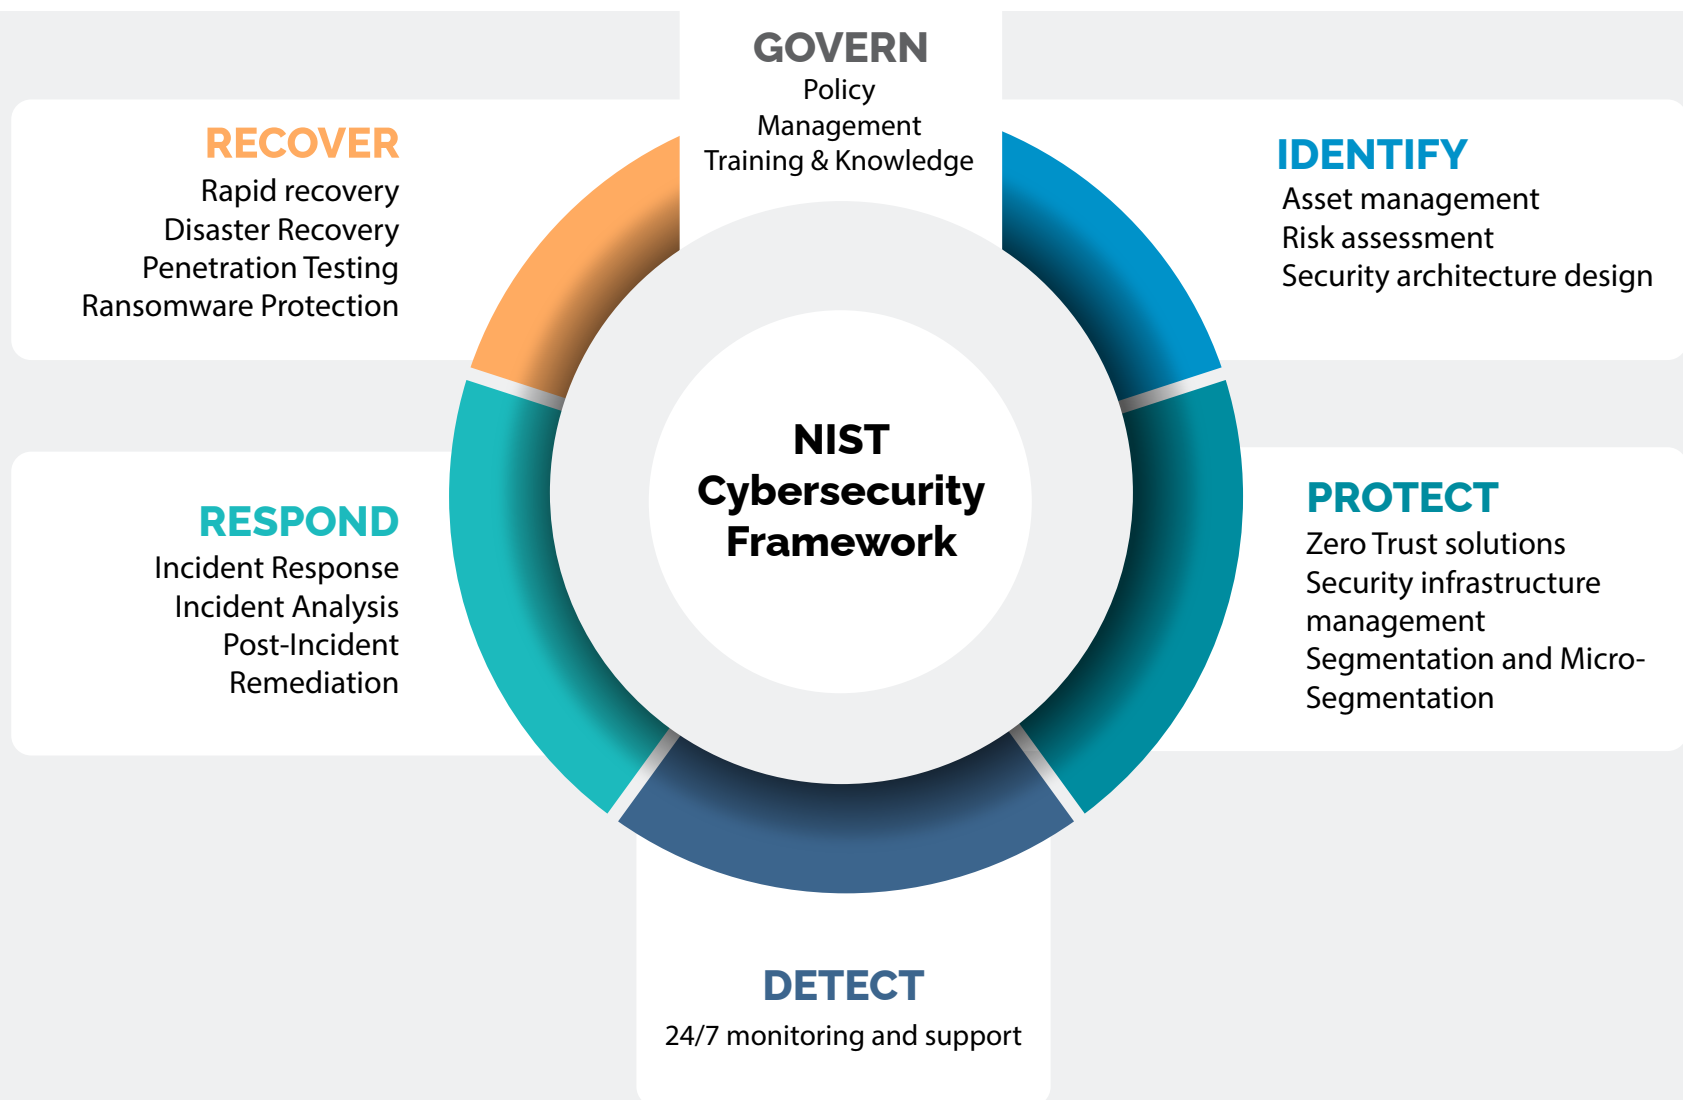 GOVERN
Policy
Management
Training & Knowledge
RECOVER
Rapid recovery
Disaster Recovery
Penetration Testing
Ransomware Protection
IDENTIFY
Asset management
Risk assessment
Security architecture design
NIST
Cybersecurity
Framework
RESPOND
Incident Response
Incident Analysis
Post-Incident
Remediation
PROTECT
Zero Trust solutions
Security infrastructure
management
Segmentation and Micro-
Segmentation
DETECT
24/7 monitoring and support